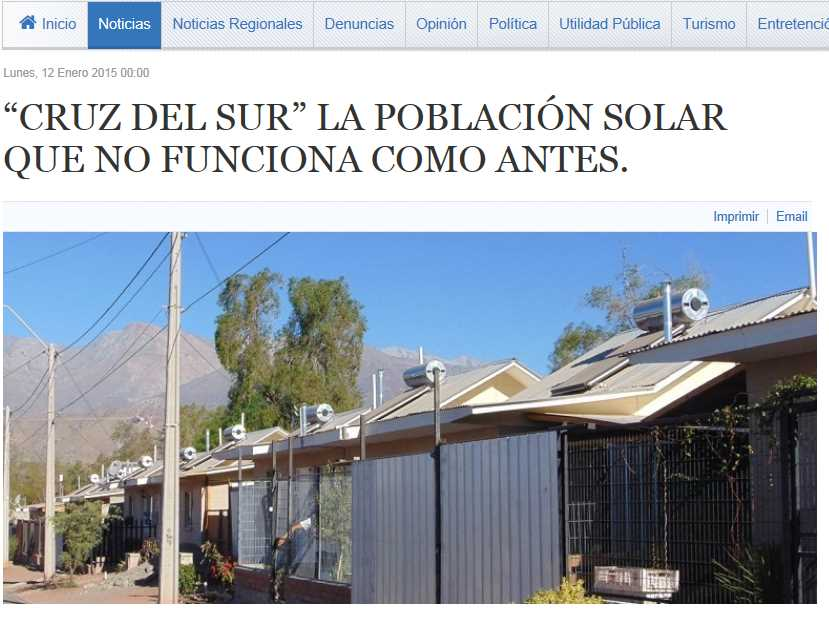 Inicio Noticias Noticias Regionales Denuncias Opinión Política Utilidad Pública Turismo
Lunes, 12 Enero 2015 00:00
“CRUZ DEL SUR” LA POBLACIÓN SOLAR
QUE NO FUNCIONA COMO ANTES.
Imprimir Email